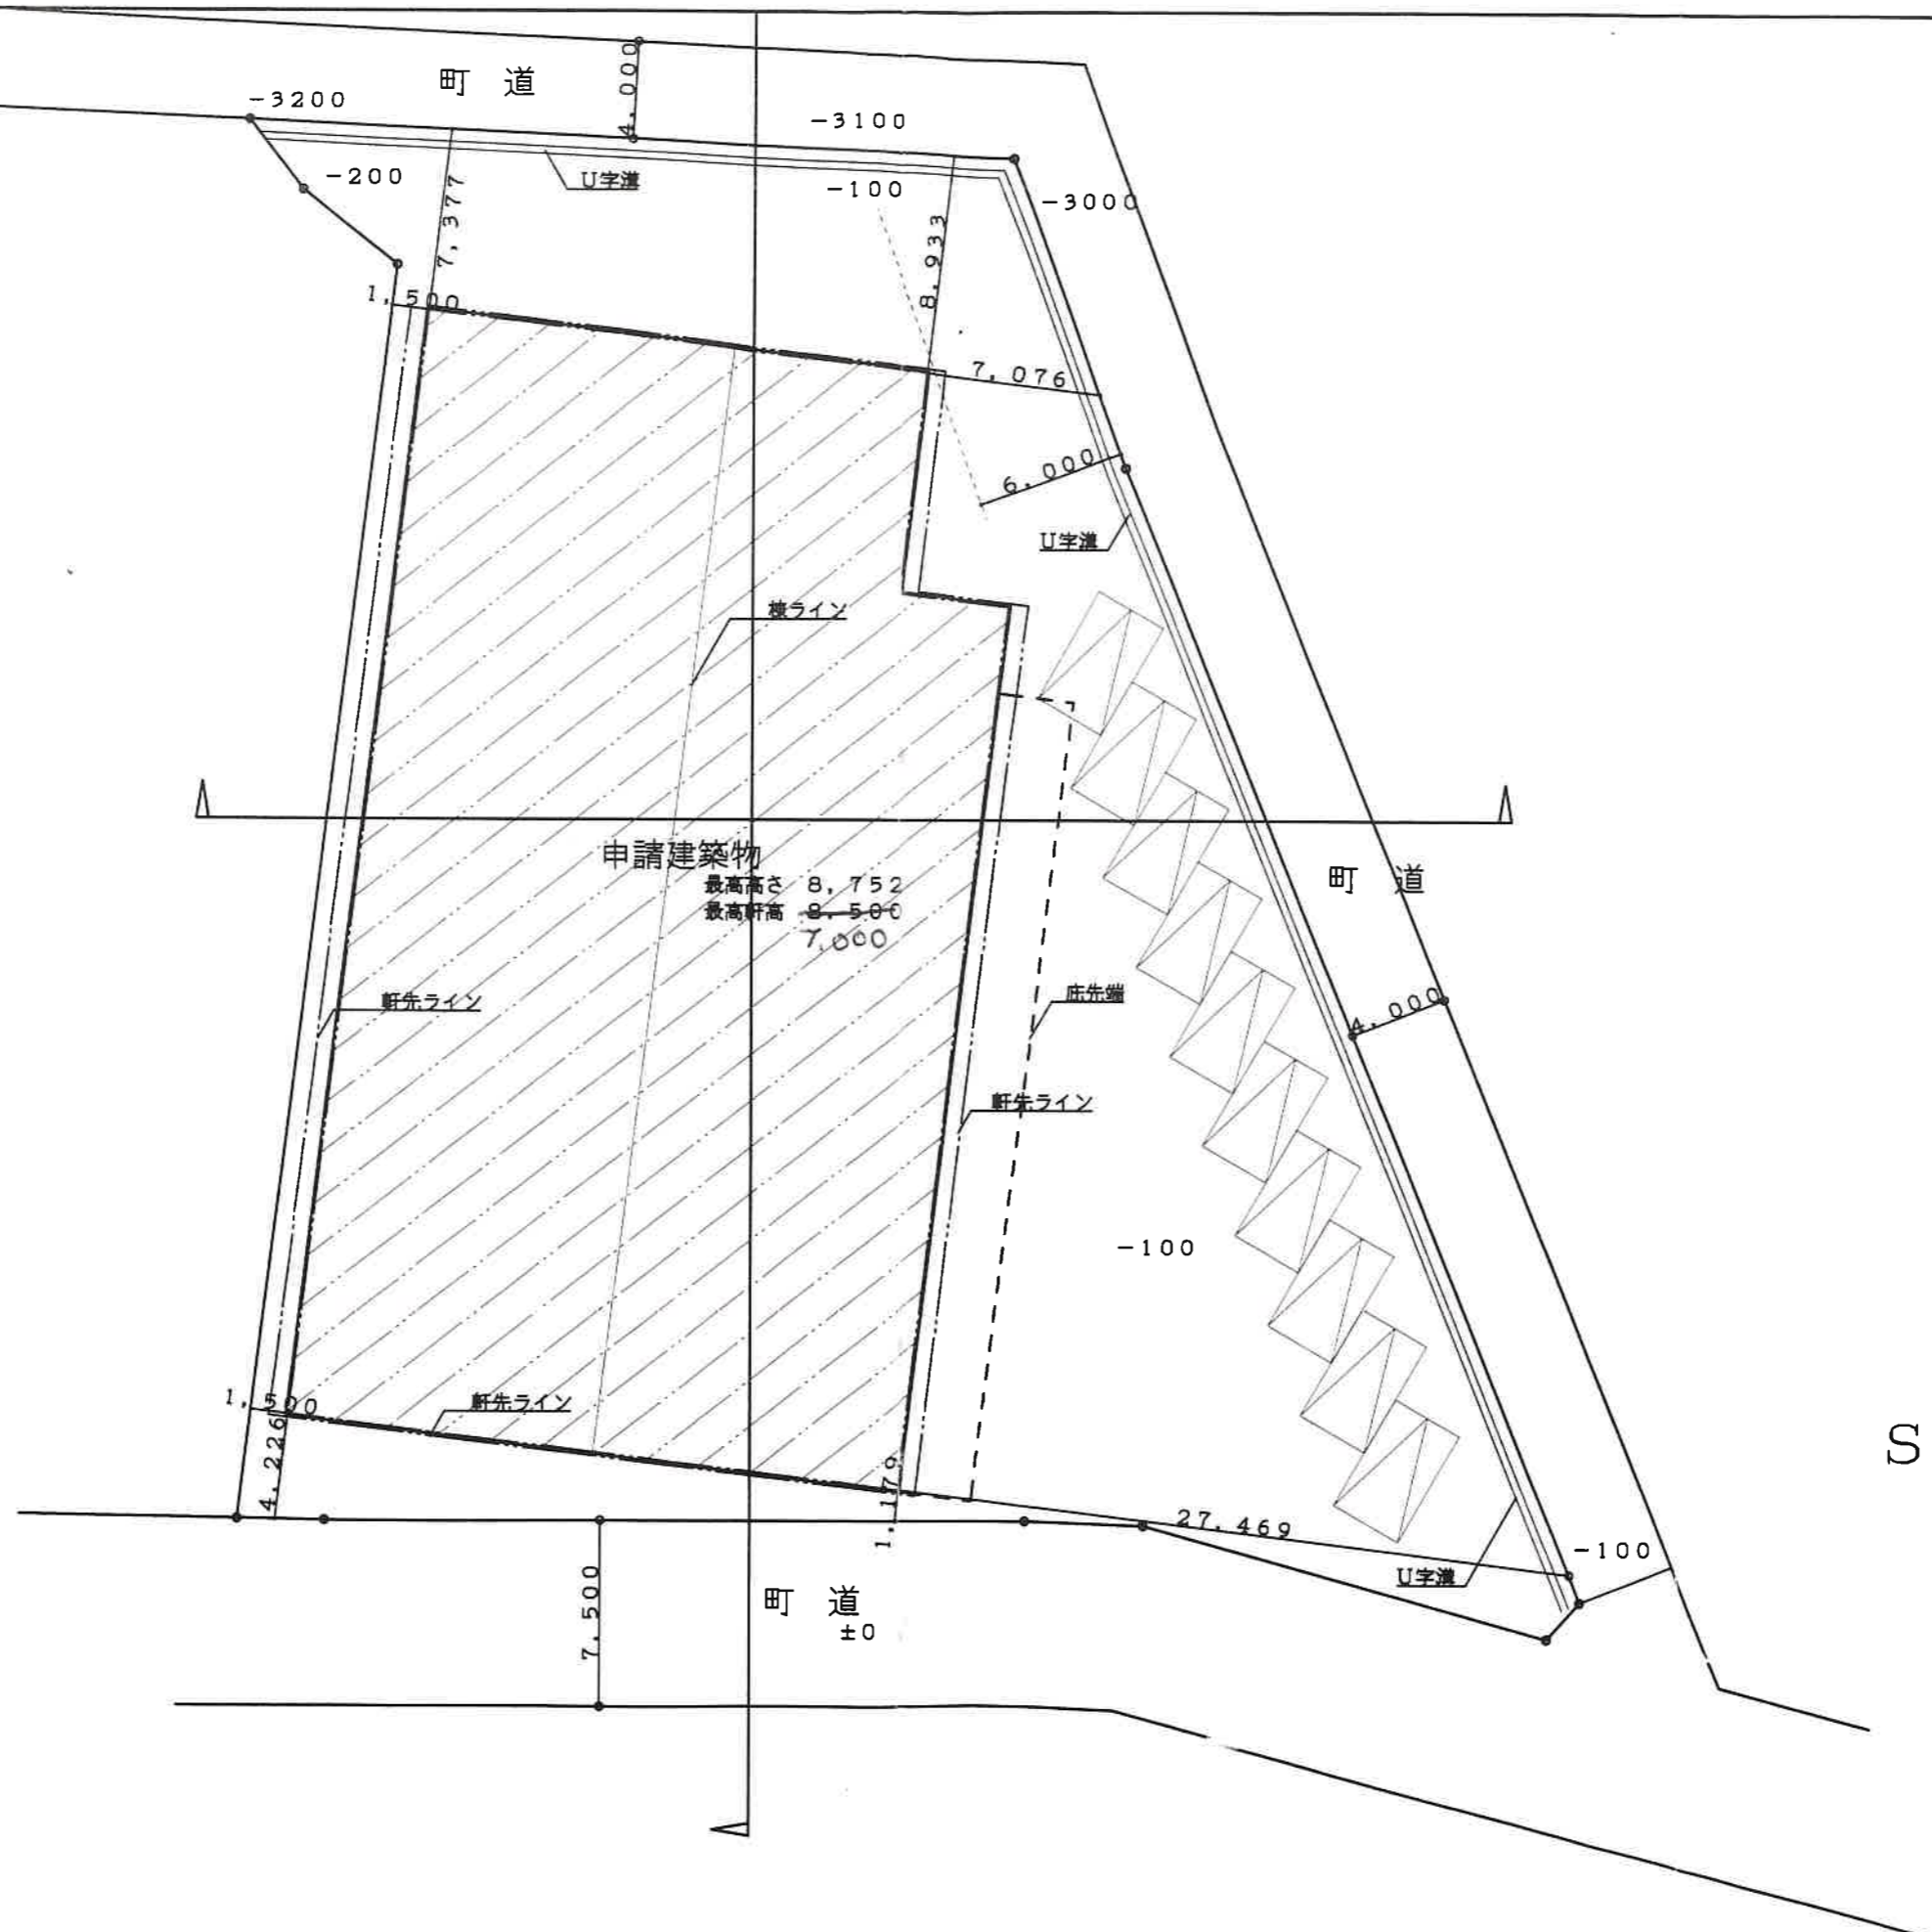 町 道
4,000
-3200
-3100
-200
U字溝
-100
-3000
7,377
8,933
1,500
7,076
6,000
U字溝
棟ライン
申請建築物
最高高さ 8,752
最高軒高 8,500
7,000
町 道
軒先ライン
庇先端
4,000
軒先ライン
-100
1,500
軒先ライン
4,226
1,179
27,469
S
-100
U字溝
7,500
町 道
±0